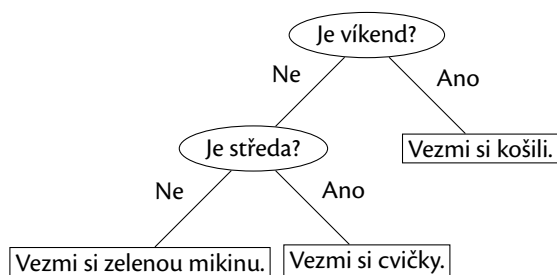 Je víkend?
Ne
Ano
Je středa?
Vezmi si košili.
Ne
Ano
Vezmi si zelenou mikinu.
Vezmi si cvičky.